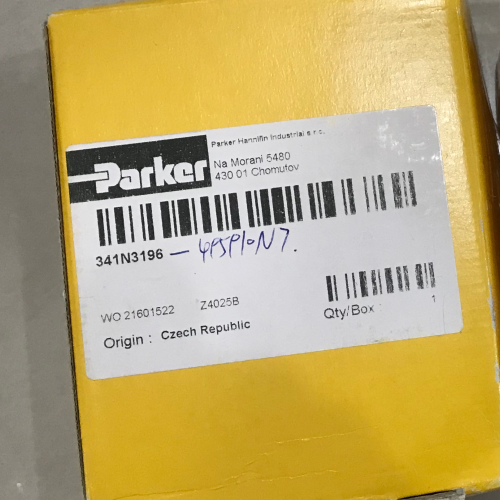 Parker Hannifin Industrial s.r.o.
Parker
Na Morani 5480
430 01 Chomutov
341N3196
WO 21601522 Z4025B
Qty/Box 1
Origin : Czech Republic